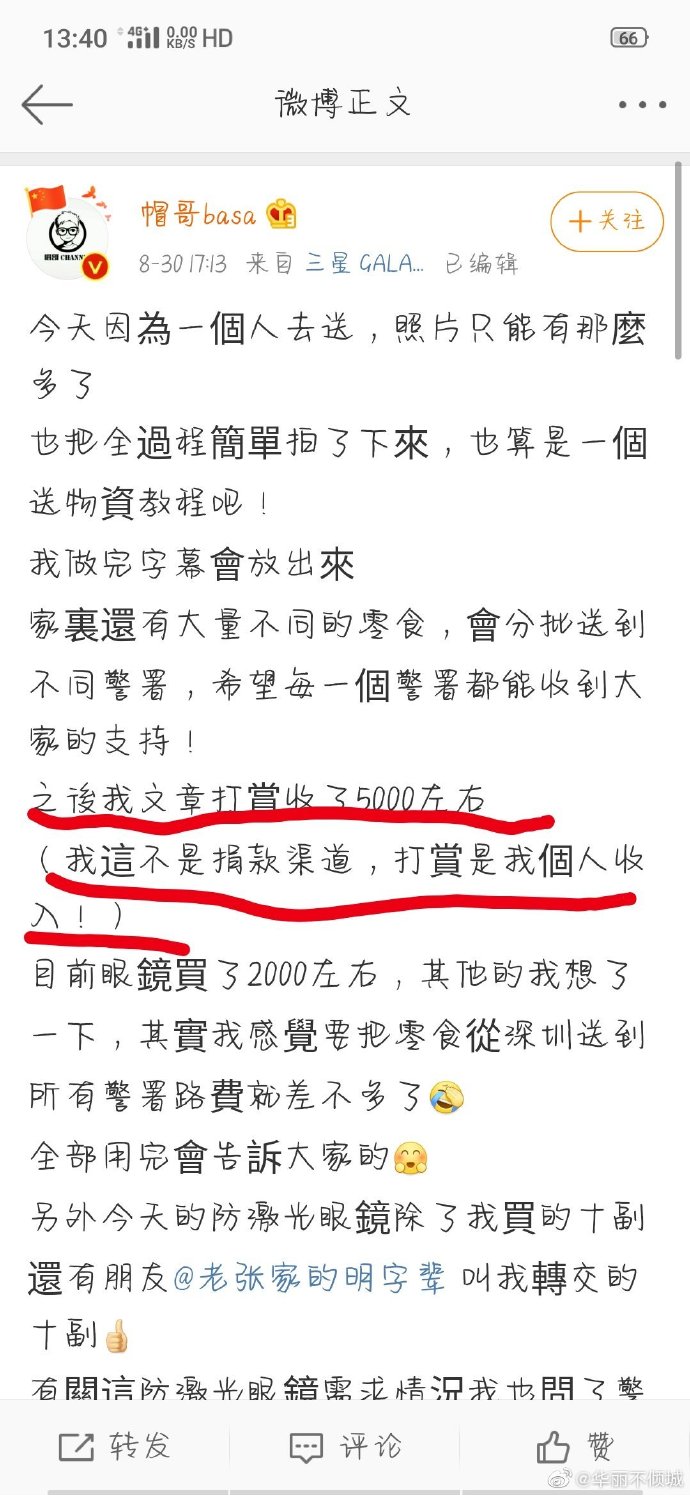 13:40 4G+ 0.00 KB/S HD 66
微博正文
帽哥basa
+关注
8-30 17:13 来自 三星 GALA... 已编辑
今天因為一個人去送，照片只能有那麼
多了
也把全過程簡單拍了下來，也算是一個
送物資教程吧！
我做完字幕會放出來
家裏還有大量不同的零食，會分批送到
不同警署，希望每一個警署都能收到大
家的支持！
之後我文章打賞收了5000左右
（我這不是捐款渠道，打賞是我個人收
入！）
目前眼鏡買了2000左右，其他的我想了
一下，其實我感覺要把零食從深圳送到
所有警署路費就差不多了
全部用完會告訴大家的
另外今天的防激光眼鏡除了我買的十副
還有朋友@老张家的明字辈 叫我轉交的
十副
有關這防激光眼鏡需求情況我也問了警
转发 评论 赞
@华丽不倾城